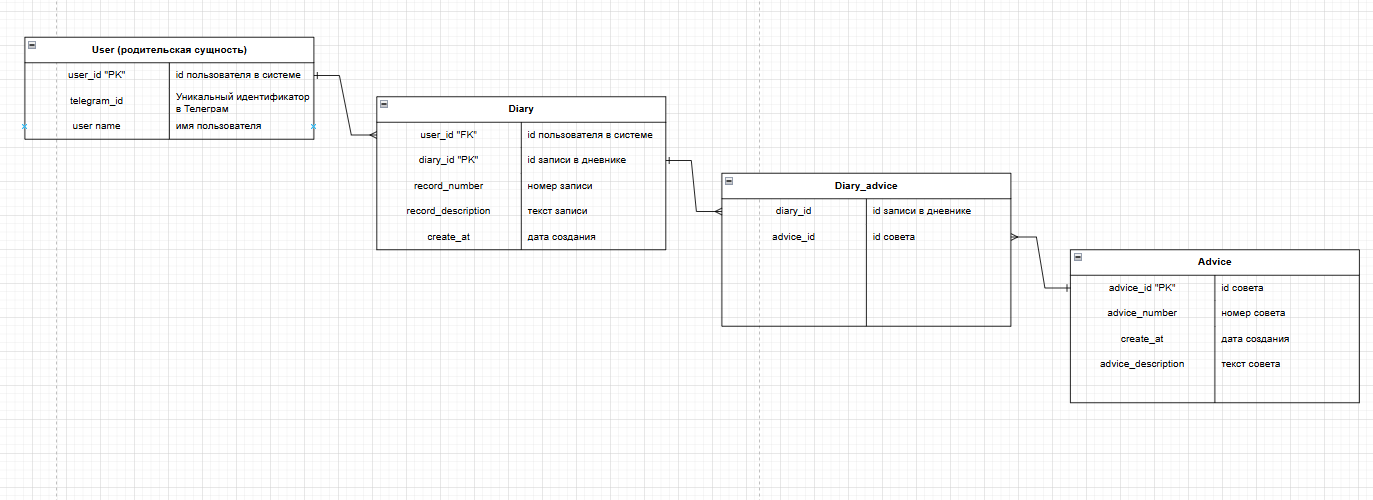 User (родительская сущность)
user_id "PK" id пользователя в системе
telegram_id Уникальный идентификатор
в Телеграм
user name имя пользователя
Diary
user_id "FK" id пользователя в системе
diary_id "PK" id записи в дневнике
record_number номер записи
record_description текст записи
create_at дата создания
Diary_advice
diary_id id записи в дневнике
advice_id id совета
Advice
advice_id "PK" id совета
advice_number номер совета
create_at дата создания
advice_description текст совета